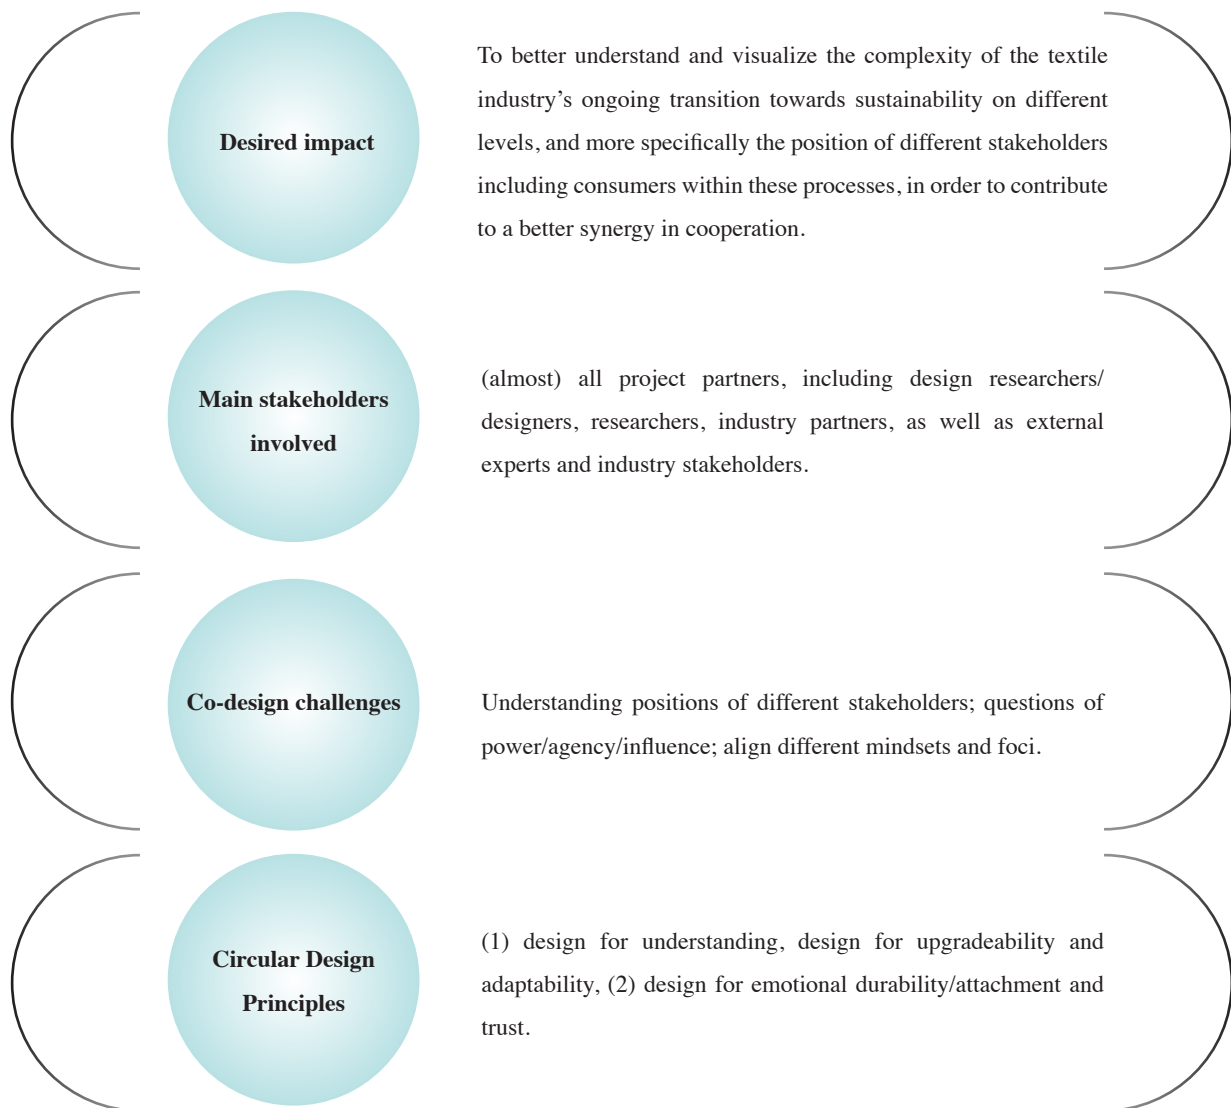 Desired impact
To better understand and visualize the complexity of the textile
industry’s ongoing transition towards sustainability on different
levels, and more specifically the position of different stakeholders
including consumers within these processes, in order to contribute
to a better synergy in cooperation.
Main stakeholders
involved
(almost) all project partners, including design researchers/
designers, researchers, industry partners, as well as external
experts and industry stakeholders.
Co-design challenges
Understanding positions of different stakeholders; questions of
power/agency/influence; align different mindsets and foci.
Circular Design
Principles
(1) design for understanding, design for upgradeability and
adaptability, (2) design for emotional durability/attachment and
trust.